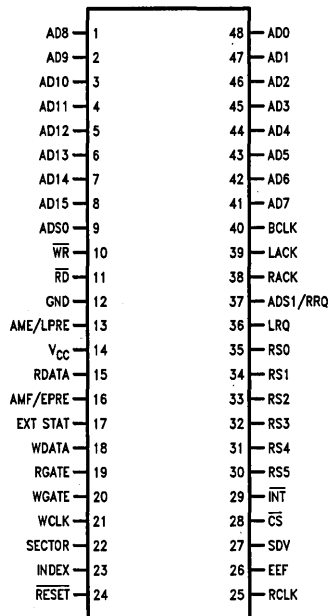 AD8 1 48 AD0
AD9 2 47 AD1
AD10 3 46 AD2
AD11 4 45 AD3
AD12 5 44 AD4
AD13 6 43 AD5
AD14 7 42 AD6
AD15 8 41 AD7
ADS0 9 40 BCLK
W̅R̅ 10 39 LACK
R̅D̅ 11 38 RACK
GND 12 37 ADS1/RRQ
AME/LPRE 13 36 LRQ
VCC 14 35 RS0
RDATA 15 34 RS1
AMF/EPRE 16 33 RS2
EXT STAT 17 32 RS3
WDATA 18 31 RS4
RGATE 19 30 RS5
WGATE 20 29 I̅N̅T̅
WCLK 21 28 C̅S̅
SECTOR 22 27 SDV
INDEX 23 26 EEF
R̅E̅S̅E̅T̅ 24 25 RCLK